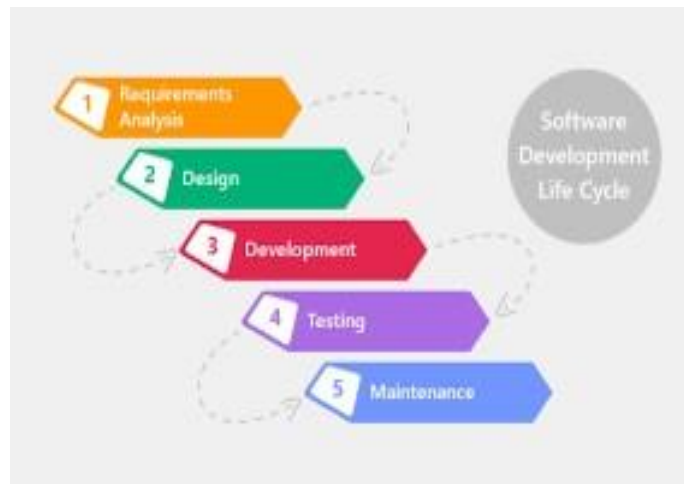 1
Requirements
Analysis
2
Design
3
Development
4
Testing
5
Maintenance
Software
Development
Life Cycle